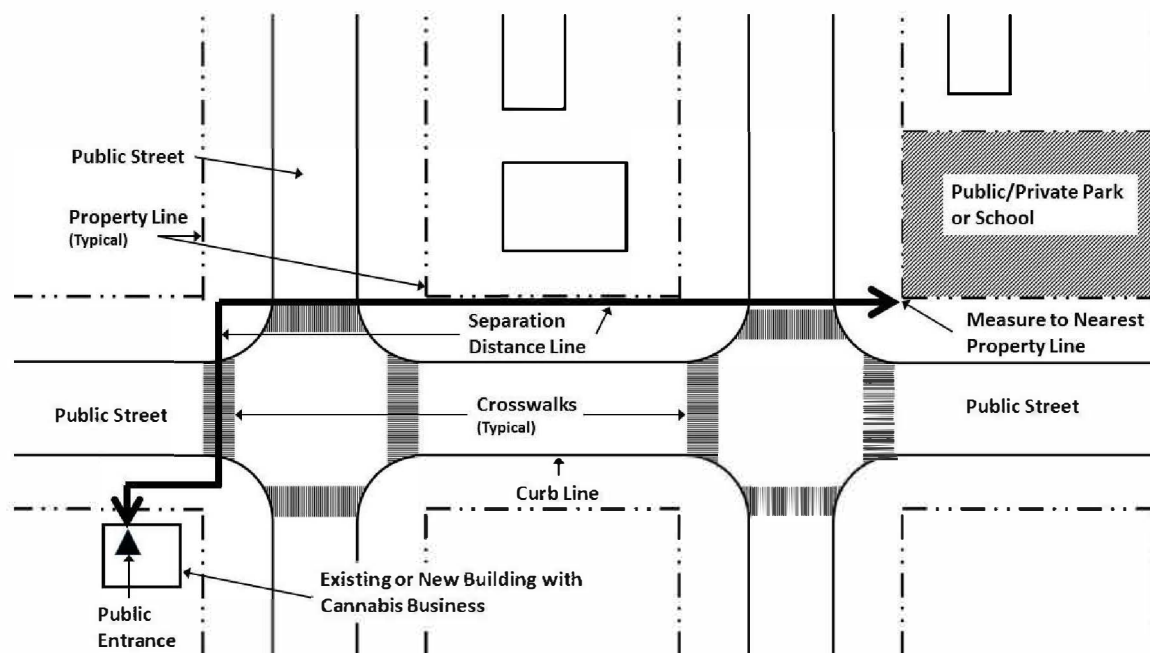 Public Street
Property Line
(Typical)
Public/Private Park
or School
Separation
Distance Line
Measure to Nearest
Property Line
Public Street
Crosswalks
(Typical)
Public Street
Curb Line
Existing or New Building with
Cannabis Business
Public
Entrance